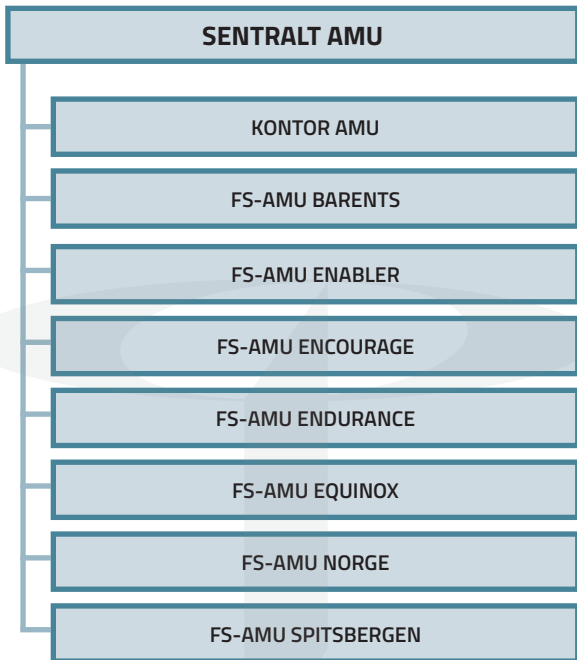 SENTRALT AMU
KONTOR AMU
FS-AMU BARENTS
FS-AMU ENABLER
FS-AMU ENCOURAGE
FS-AMU ENDURANCE
FS-AMU EQUINOX
FS-AMU NORGE
FS-AMU SPITSBERGEN